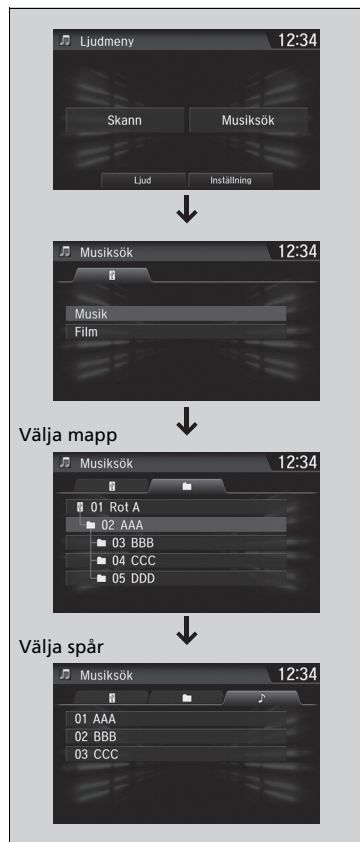 Ljudmeny 12:34
Skann Musiksök
Ljud Inställning
Musiksök 12:34
Musik
Film
Välja mapp
Musiksök 12:34
01 Rot A
02 AAA
03 BBB
04 CCC
05 DDD
Välja spår
Musiksök 12:34
01 AAA
02 BBB
03 CCC